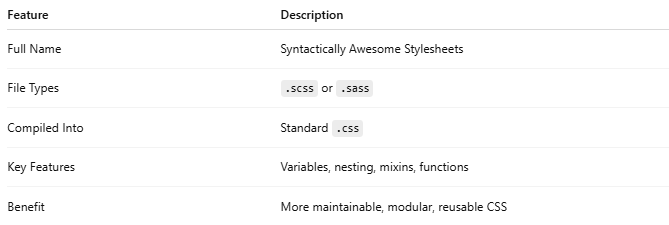 Feature Description
Full Name Syntactically Awesome Stylesheets
File Types .scss or .sass
Compiled Into Standard .css
Key Features Variables, nesting, mixins, functions
Benefit More maintainable, modular, reusable CSS